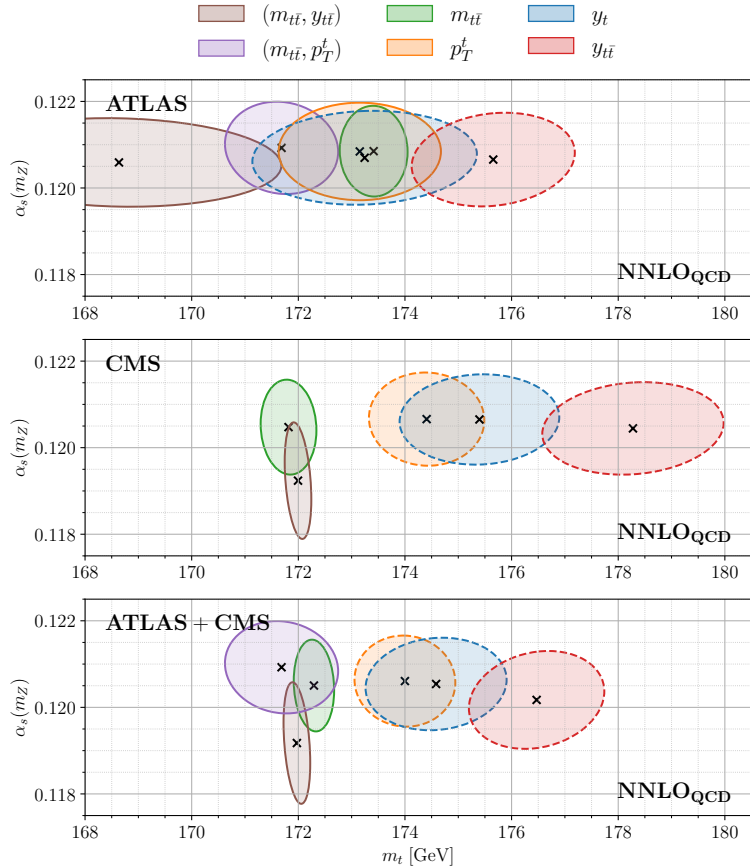 (m_{tt̄}, y_{tt̄}) m_{tt̄} y_t
(m_{tt̄}, p_T^t) p_T^t y_{tt̄}
ATLAS
0.122
0.120
0.118
α_s(m_Z)
NNLO_QCD
168 170 172 174 176 178 180
CMS
0.122
0.120
0.118
α_s(m_Z)
NNLO_QCD
168 170 172 174 176 178 180
ATLAS + CMS
0.122
0.120
0.118
α_s(m_Z)
NNLO_QCD
168 170 172 174 176 178 180
m_t [GeV]